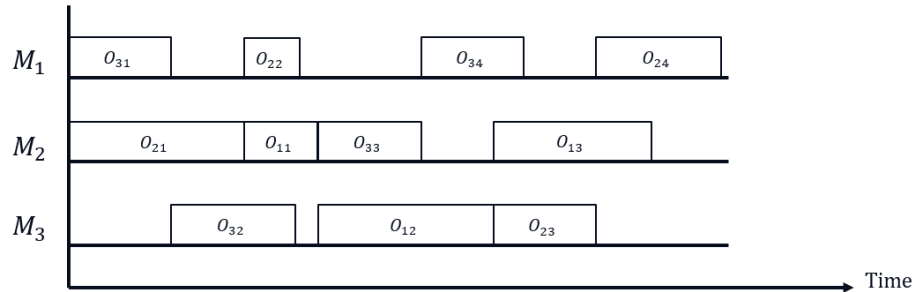 M₁ O₃₁ O₂₂ O₃₄ O₂₄
M₂ O₂₁ O₁₁ O₃₃ O₁₃
M₃ O₃₂ O₁₂ O₂₃
Time